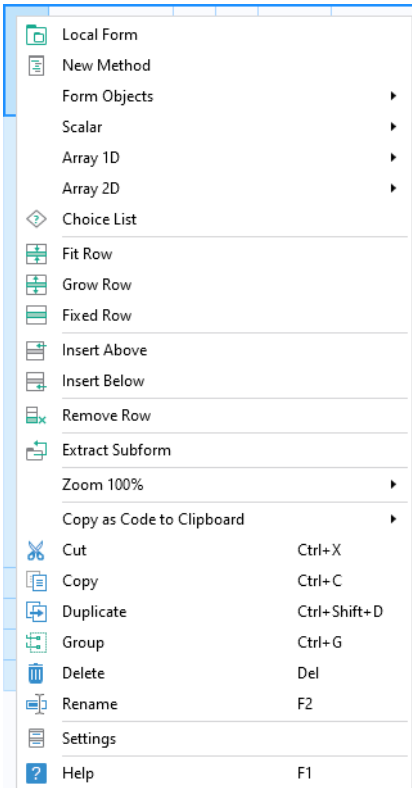 Local Form
New Method
Form Objects
Scalar
Array 1D
Array 2D
Choice List
Fit Row
Grow Row
Fixed Row
Insert Above
Insert Below
Remove Row
Extract Subform
Zoom 100%
Copy as Code to Clipboard
Cut Ctrl+X
Copy Ctrl+C
Duplicate Ctrl+Shift+D
Group Ctrl+G
Delete Del
Rename F2
Settings
Help F1